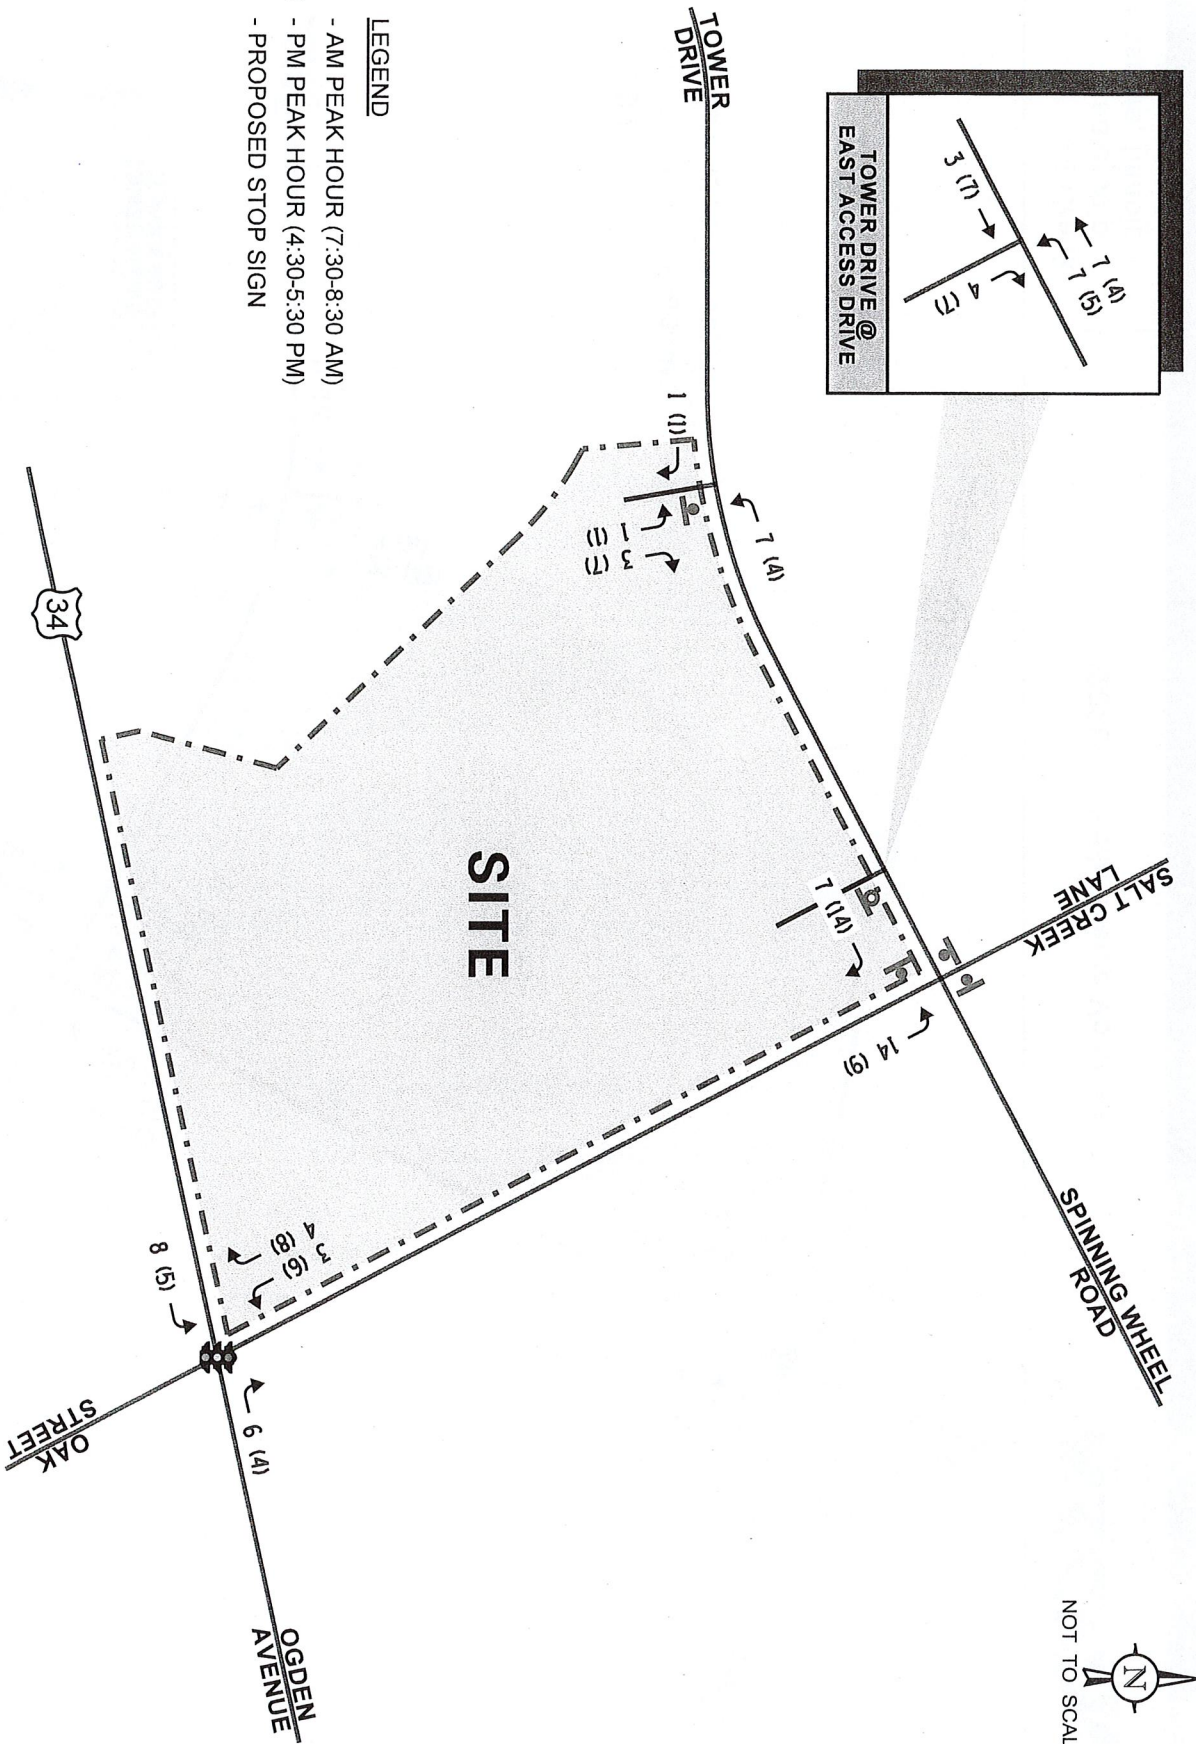 TOWER
DRIVE
TOWER DRIVE @
EAST ACCESS DRIVE
3 (7)
4 (7)
7 (4)
7 (5)
SALT CREEK
LANE
SPINNING WHEEL
ROAD
N
NOT TO SCAL
1 (1)
1 (1)
3 (7)
7 (4)
7 (14)
14 (9)
SITE
LEGEND
- AM PEAK HOUR (7:30-8:30 AM)
- PM PEAK HOUR (4:30-5:30 PM)
- PROPOSED STOP SIGN
34
4 (8)
3 (6)
8 (5)
6 (4)
OAK
STREET
OGDEN
AVENUE